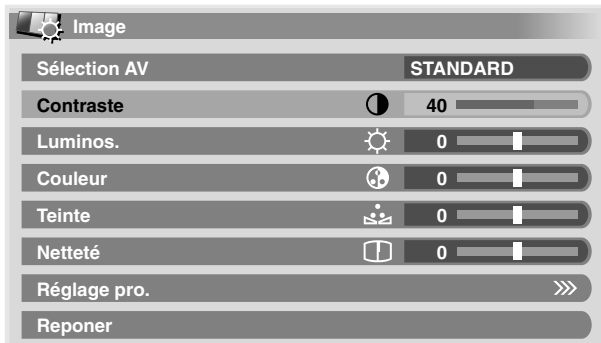 Image
Sélection AV STANDARD
Contraste 40
Luminos. 0
Couleur 0
Teinte 0
Netteté 0
Réglage pro.
Reponer